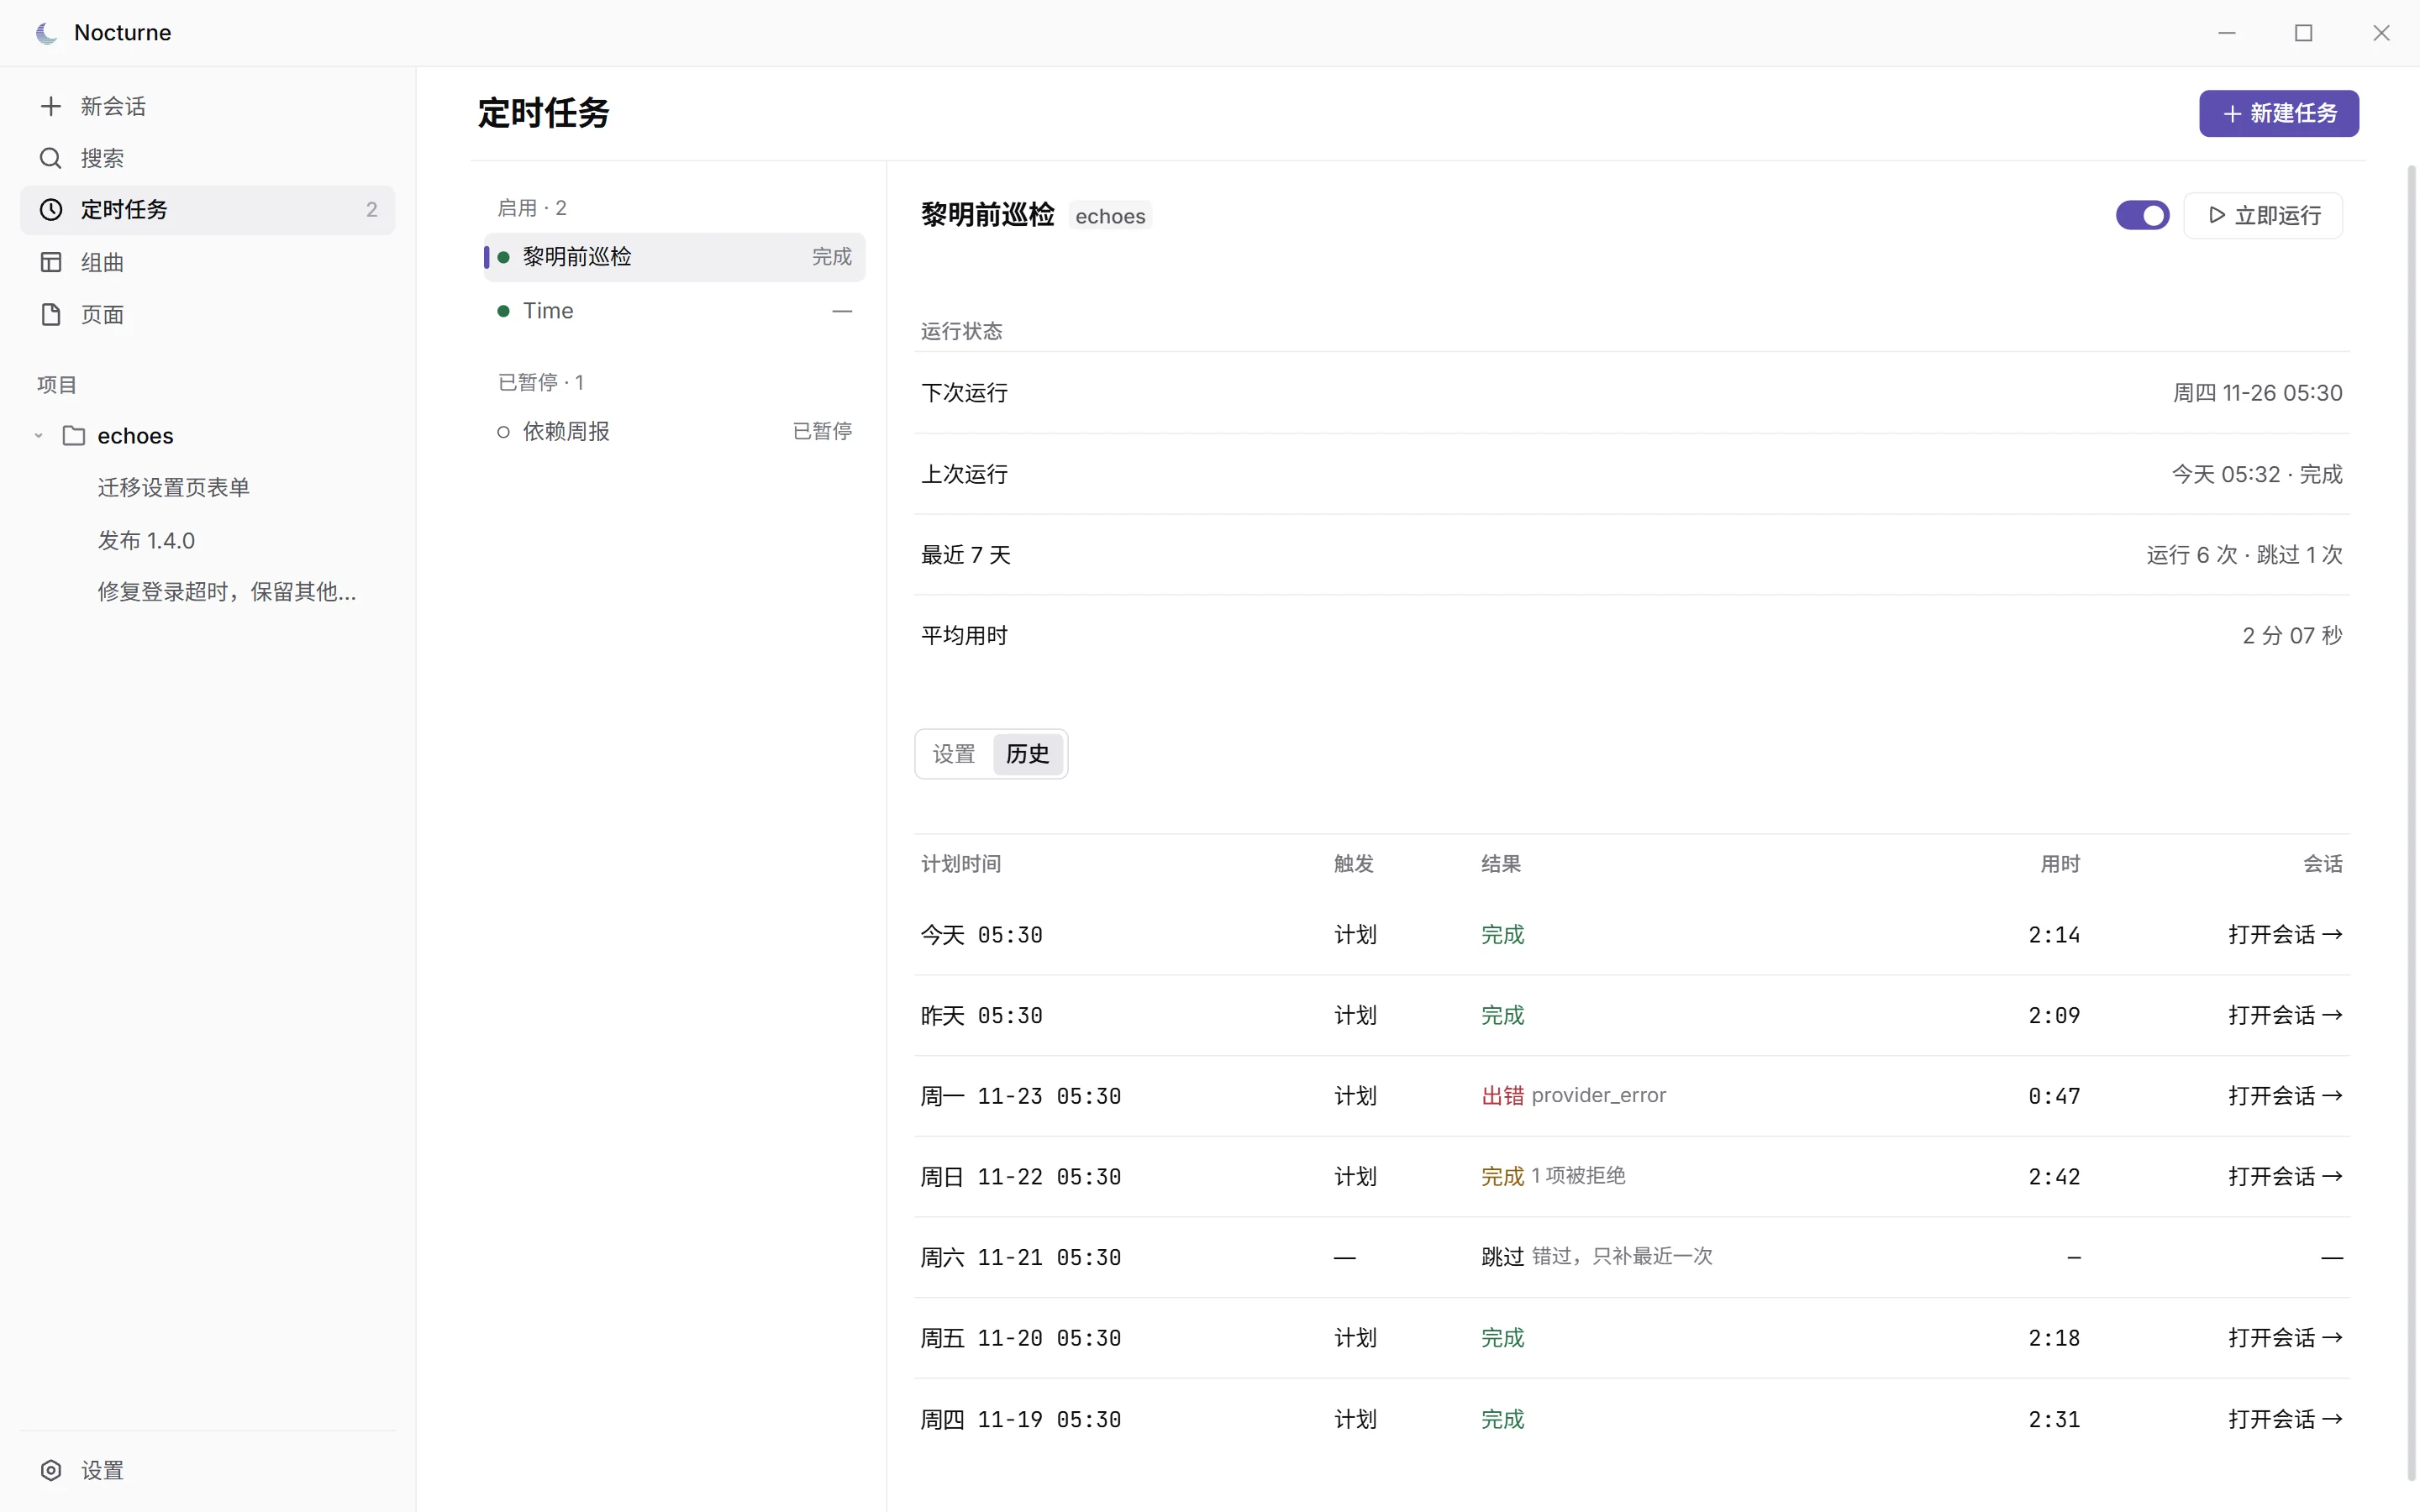 Nocturne
新会话
搜索
定时任务 2
组曲
页面
项目
echoes
迁移设置页表单
发布 1.4.0
修复登录超时，保留其他...
设置
定时任务
新建任务
启用 · 2
黎明前巡检 完成
Time —
已暂停 · 1
依赖周报 已暂停
黎明前巡检 echoes
立即运行
运行状态
下次运行 周四 11-26 05:30
上次运行 今天 05:32 · 完成
最近 7 天 运行 6 次 · 跳过 1 次
平均用时 2 分 07 秒
设置 历史
计划时间 触发 结果 用时 会话
今天 05:30 计划 完成 2:14 打开会话 →
昨天 05:30 计划 完成 2:09 打开会话 →
周一 11-23 05:30 计划 出错 provider_error 0:47 打开会话 →
周日 11-22 05:30 计划 完成 1 项被拒绝 2:42 打开会话 →
周六 11-21 05:30 — 跳过 错过，只补最近一次 — —
周五 11-20 05:30 计划 完成 2:18 打开会话 →
周四 11-19 05:30 计划 完成 2:31 打开会话 →